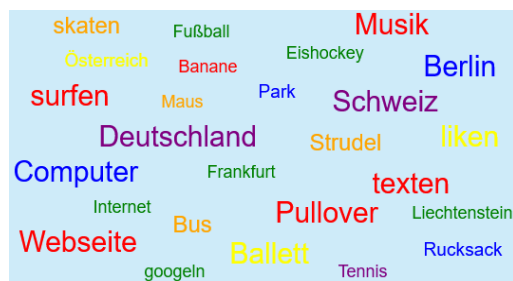 skaten
Fußball
Musik
Österreich
Banane
Eishockey
Berlin
surfen
Maus
Park
Schweiz
Deutschland
Strudel
liken
Computer
Frankfurt
texten
Internet
Bus
Pullover
Liechtenstein
Webseite
Ballett
Rucksack
googeln
Tennis